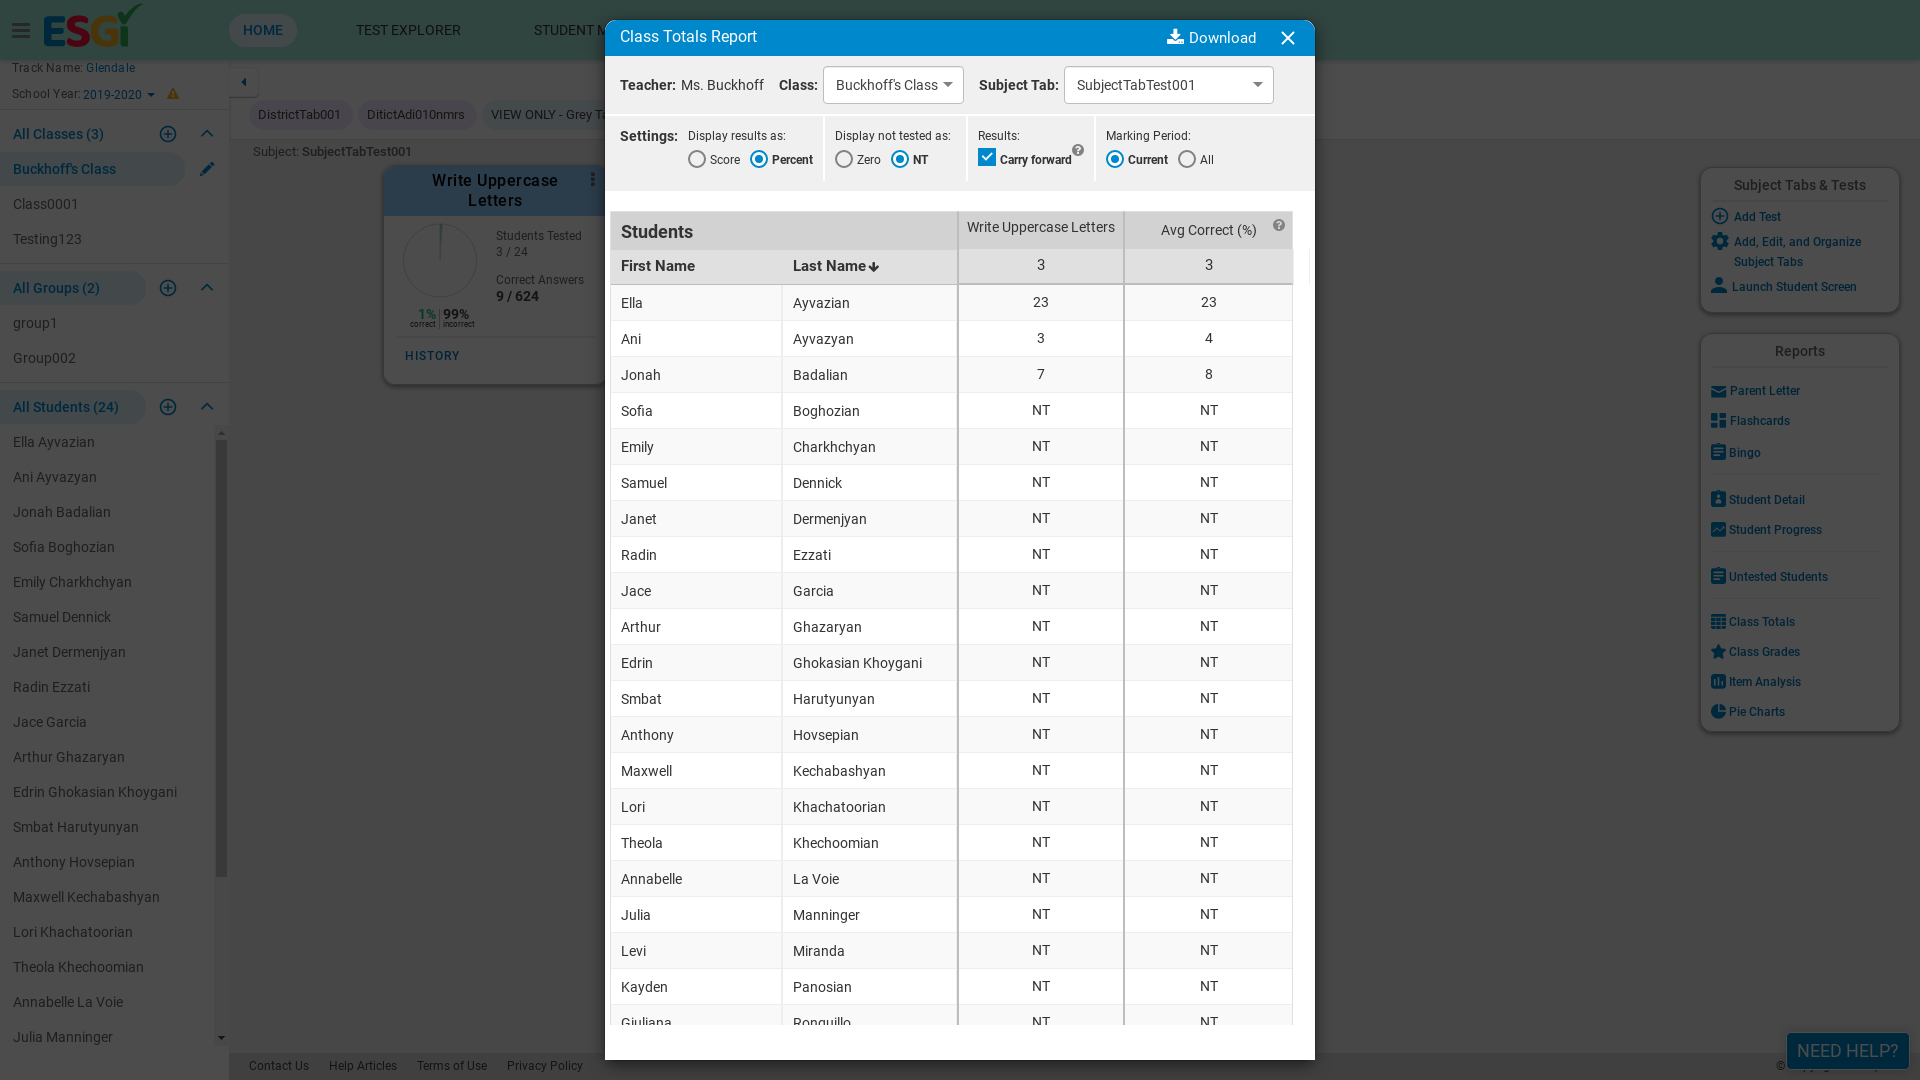 ESGi
HOME
TEST EXPLORER
STUDENT M
Track Name: Glendale
School Year: 2019-2020
All Classes (3)
Buckhoff's Class
Class0001
Testing123
All Groups (2)
group1
Group002
All Students (24)
Ella Ayvazian
Ani Ayvazyan
Jonah Badalian
Sofia Boghozian
Emily Charkhchyan
Samuel Dennick
Janet Dermenjyan
Radin Ezzati
Jace Garcia
Arthur Ghazaryan
Edrin Ghokasian Khoygani
Smbat Harutyunyan
Anthony Hovsepian
Maxwell Kechabashyan
Lori Khachatoorian
Theola Khechoomian
Annabelle La Voie
Julia Manninger
DistrictTab001
DitictAdi010nmrs
VIEW ONLY - Grey Ta
Subject: SubjectTabTest001
Write Uppercase
Letters
Students Tested
3 / 24
Correct Answers
9 / 624
1% 99%
correct incorrect
HISTORY
Class Totals Report
Download
Teacher: Ms. Buckhoff Class: Buckhoff's Class Subject Tab: SubjectTabTest001
Settings: Display results as: Display not tested as: Results: Marking Period:
Score Percent Zero NT Carry forward ? Current All
Students Write Uppercase Letters Avg Correct (%) ?
First Name Last Name 3 3
Ella Ayvazian 23 23
Ani Ayvazyan 3 4
Jonah Badalian 7 8
Sofia Boghozian NT NT
Emily Charkhchyan NT NT
Samuel Dennick NT NT
Janet Dermenjyan NT NT
Radin Ezzati NT NT
Jace Garcia NT NT
Arthur Ghazaryan NT NT
Edrin Ghokasian Khoygani NT NT
Smbat Harutyunyan NT NT
Anthony Hovsepian NT NT
Maxwell Kechabashyan NT NT
Lori Khachatoorian NT NT
Theola Khechoomian NT NT
Annabelle La Voie NT NT
Julia Manninger NT NT
Levi Miranda NT NT
Kayden Panosian NT NT
Giuliana Ronquillo NT NT
Subject Tabs & Tests
Add Test
Add, Edit, and Organize
Subject Tabs
Launch Student Screen
Reports
Parent Letter
Flashcards
Bingo
Student Detail
Student Progress
Untested Students
Class Totals
Class Grades
Item Analysis
Pie Charts
Contact Us
Help Articles
Terms of Use
Privacy Policy
©
NEED HELP?